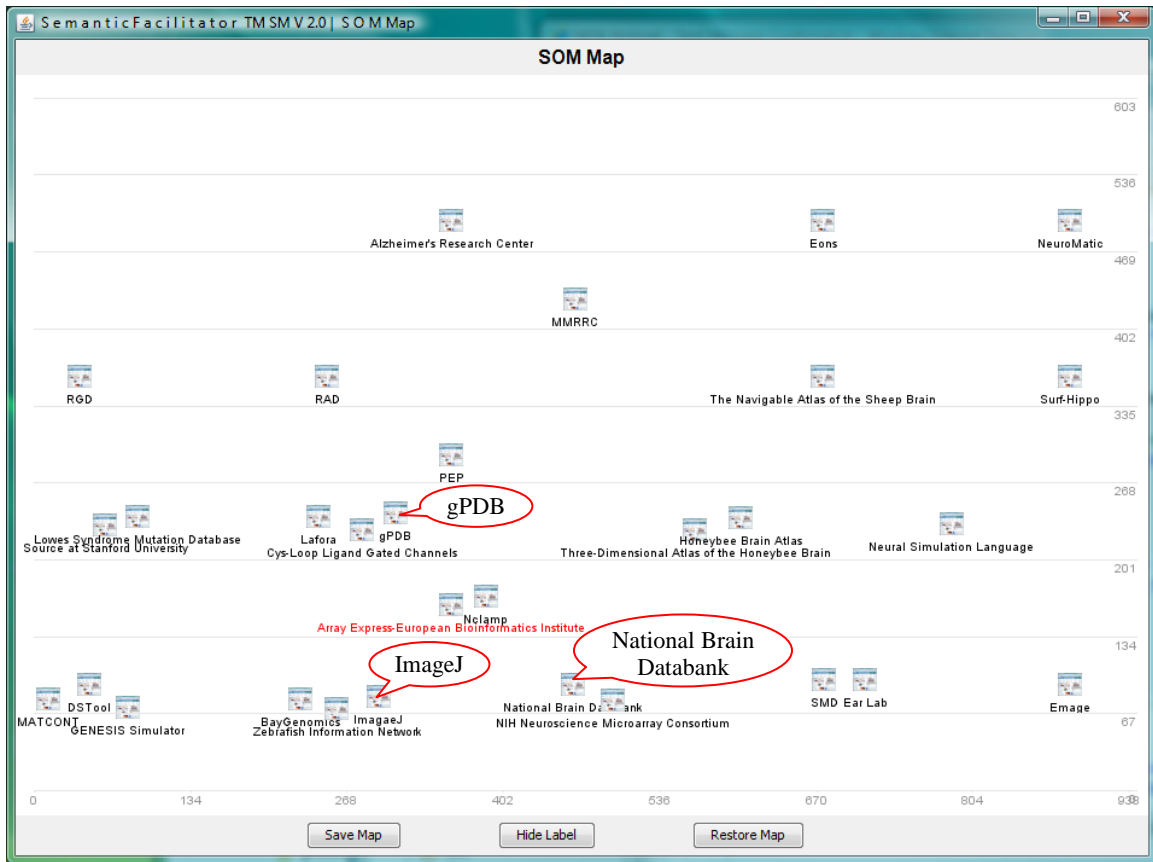 SemanticFacilitator TM SM V 2.0 | SOM Map
SOM Map
603
536
Alzheimer's Research Center
Eons
NeuroMatic
469
MMRRC
402
RGD
RAD
The Navigable Atlas of the Sheep Brain
Surf-Hippo
335
PEP
268
gPDB
Lowes Syndrome Mutation Database
Lafora
gPDB
Honeybee Brain Atlas
Neural Simulation Language
Source at Stanford University
Cys-Loop Ligand Gated Channels
Three-Dimensional Atlas of the Honeybee Brain
201
Nclamp
Array Express-European Bioinformatics Institute
134
National Brain
Databank
ImageJ
DSTool
National Brain Databank
SMD
Ear Lab
Emage
MATCONT
BayGenomics
ImagaeJ
67
GENESIS Simulator
Zebrafish Information Network
NIH Neuroscience Microarray Consortium
0
134
268
402
536
670
804
938
0
Save Map
Hide Label
Restore Map